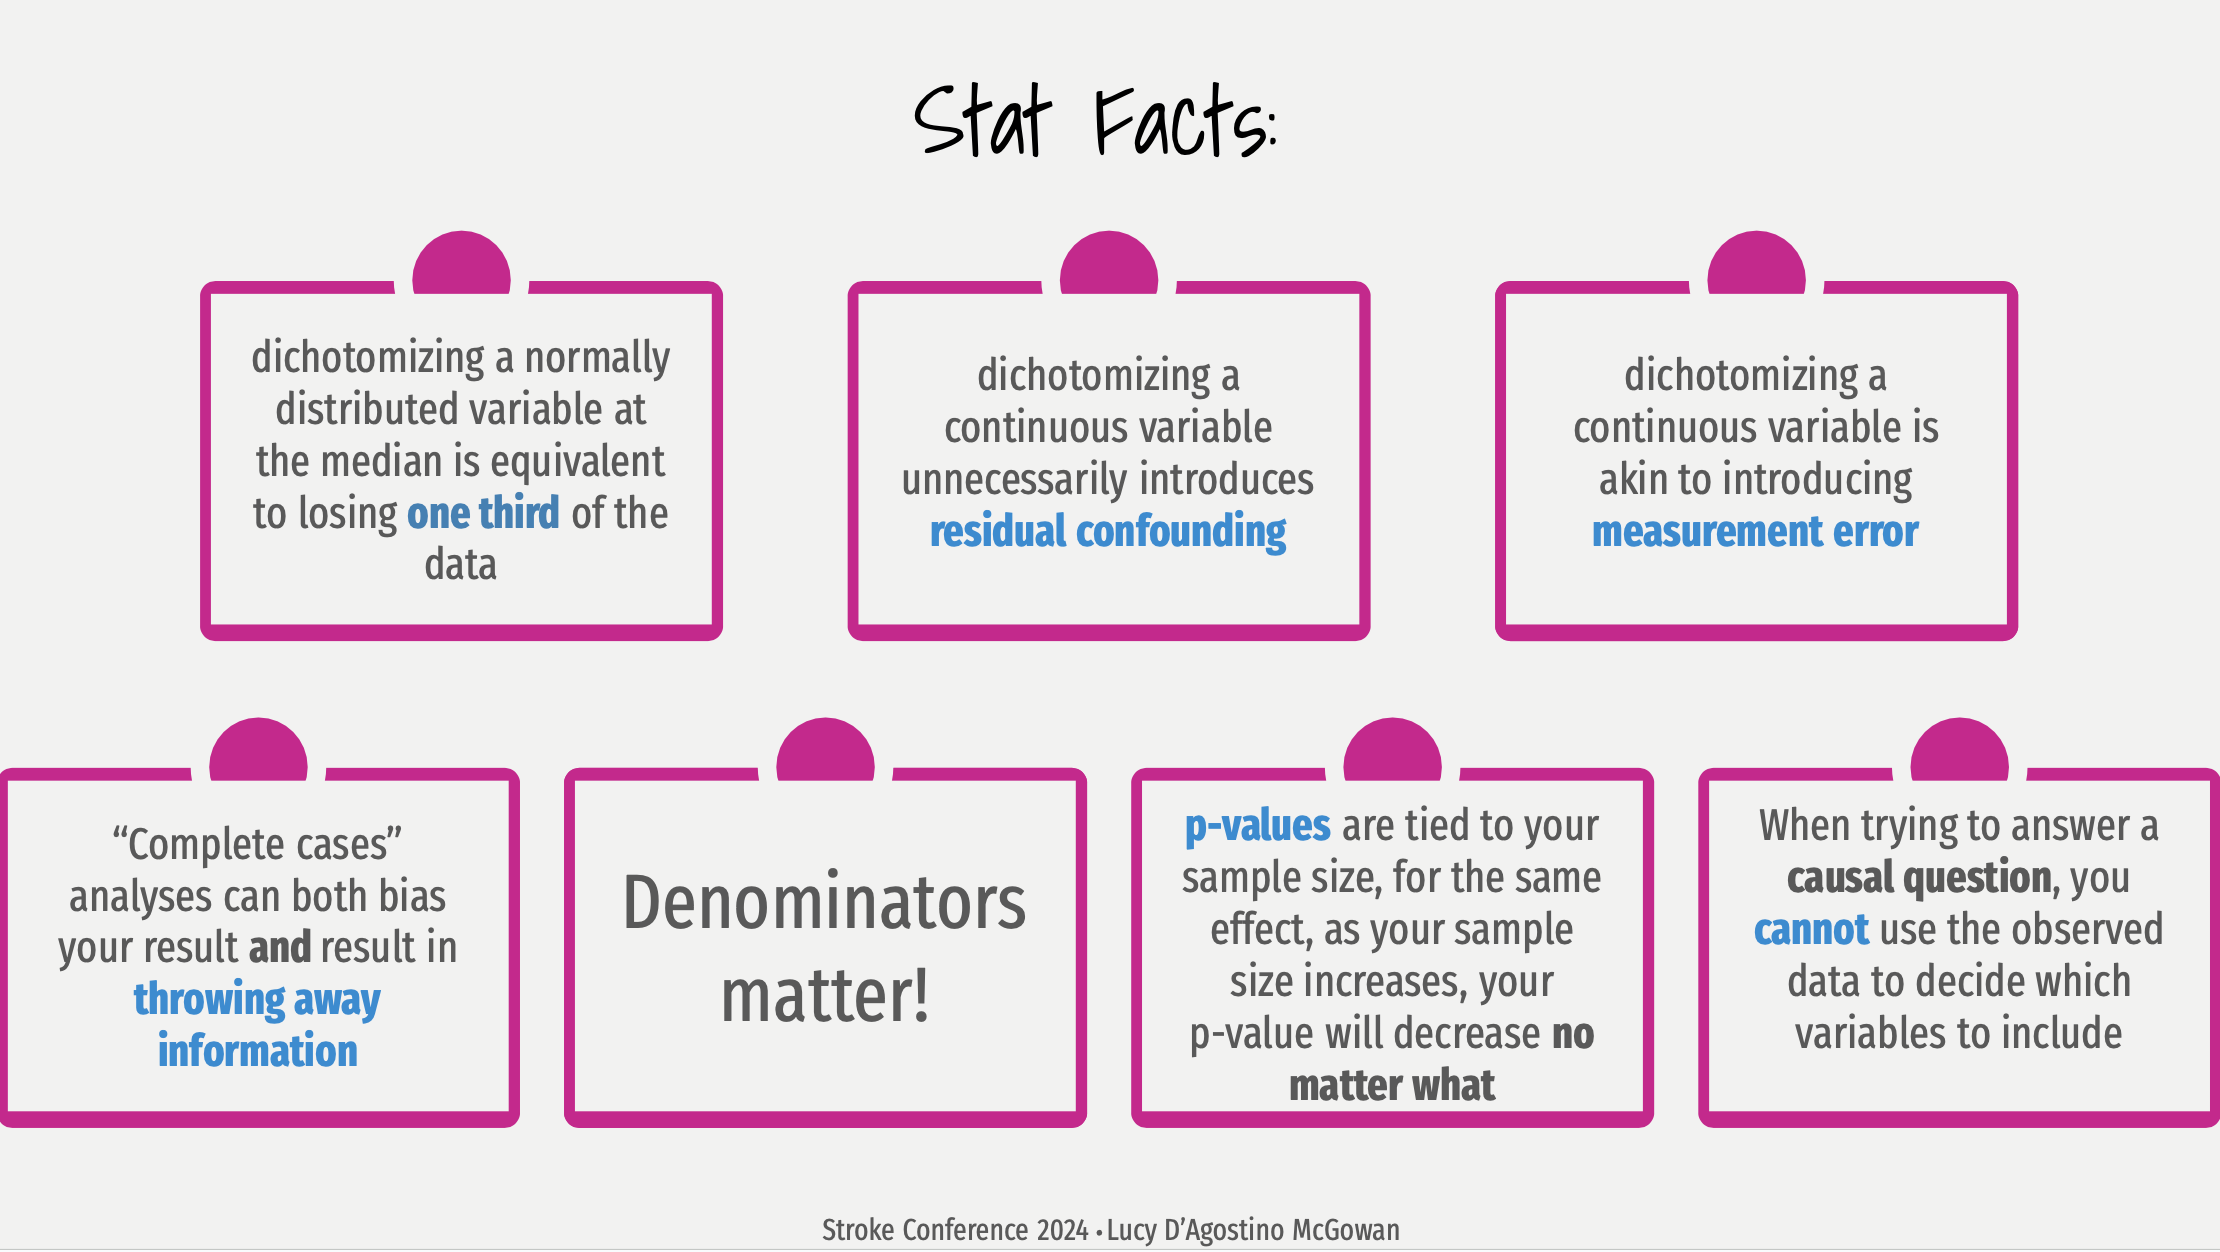 Stat Facts:
dichotomizing a normally
distributed variable at
the median is equivalent
to losing one third of the
data
dichotomizing a
continuous variable
unnecessarily introduces
residual confounding
dichotomizing a
continuous variable is
akin to introducing
measurement error
“Complete cases”
analyses can both bias
your result and result in
throwing away
information
Denominators
matter!
p-values are tied to your
sample size, for the same
effect, as your sample
size increases, your
p-value will decrease no
matter what
When trying to answer a
causal question, you
cannot use the observed
data to decide which
variables to include
Stroke Conference 2024 • Lucy D’Agostino McGowan